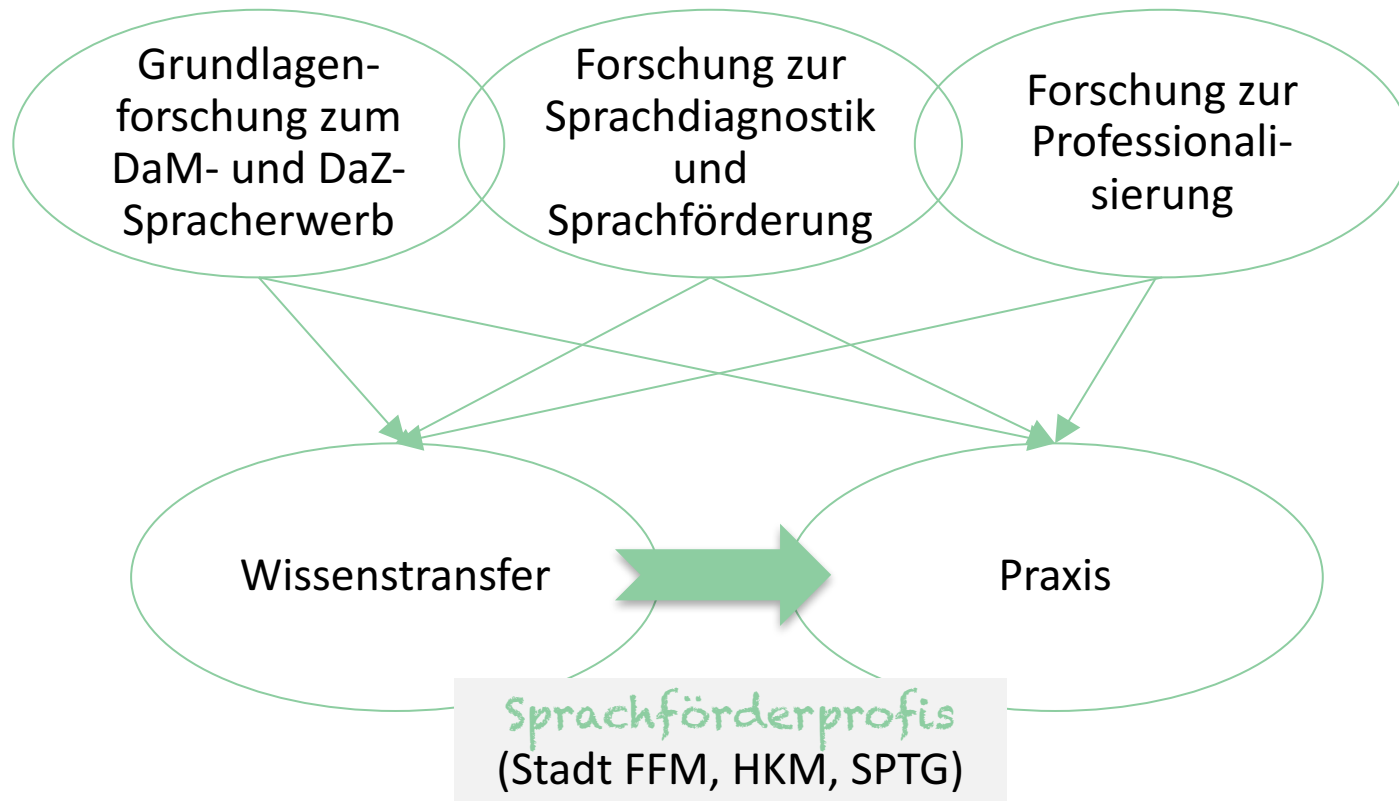 Grundlagen-
forschung zum
DaM- und DaZ-
Spracherwerb
Forschung zur
Sprachdiagnostik
und
Sprachförderung
Forschung zur
Professionali-
sierung
Wissenstransfer
Praxis
Sprachförderprofis
(Stadt FFM, HKM, SPTG)